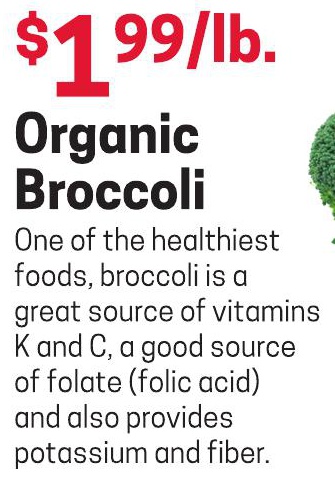 $1 99/lb.
Organic
Broccoli
One of the healthiest
foods, broccoli is a
great source of vitamins
K and C, a good source
of folate (folic acid)
and also provides
potassium and fiber.